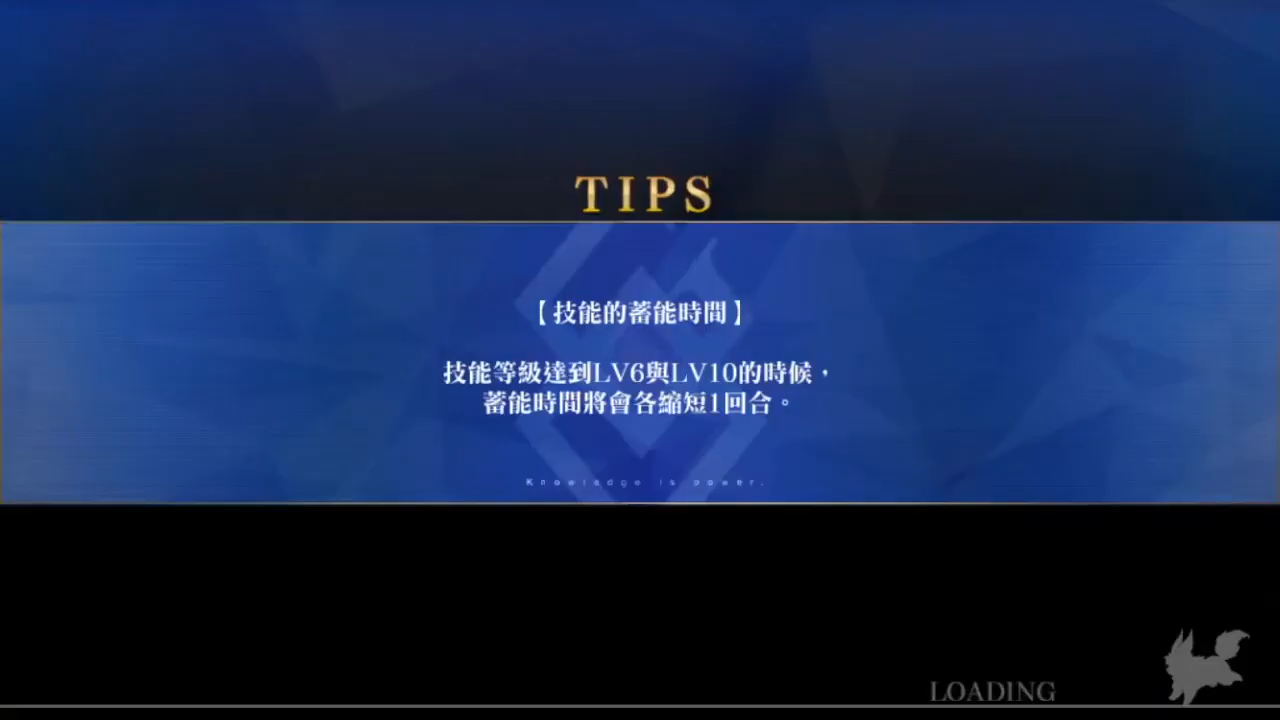 TIPS
【技能的蓄能時間】
技能等級達到LV6與LV10的時候，
蓄能時間將會各縮短1回合。
Knowledge is power.
LOADING